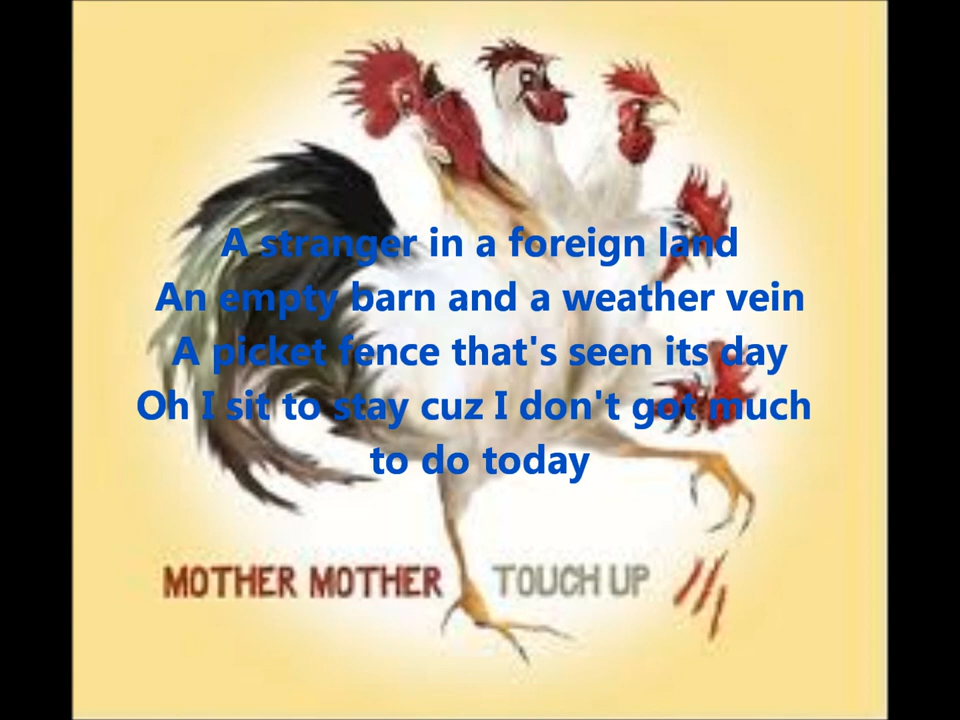 A stranger in a foreign land
An empty barn and a weather vein
A picket fence that's seen its day
Oh I sit to stay cuz I don't got much
to do today
MOTHER MOTHER TOUCH UP